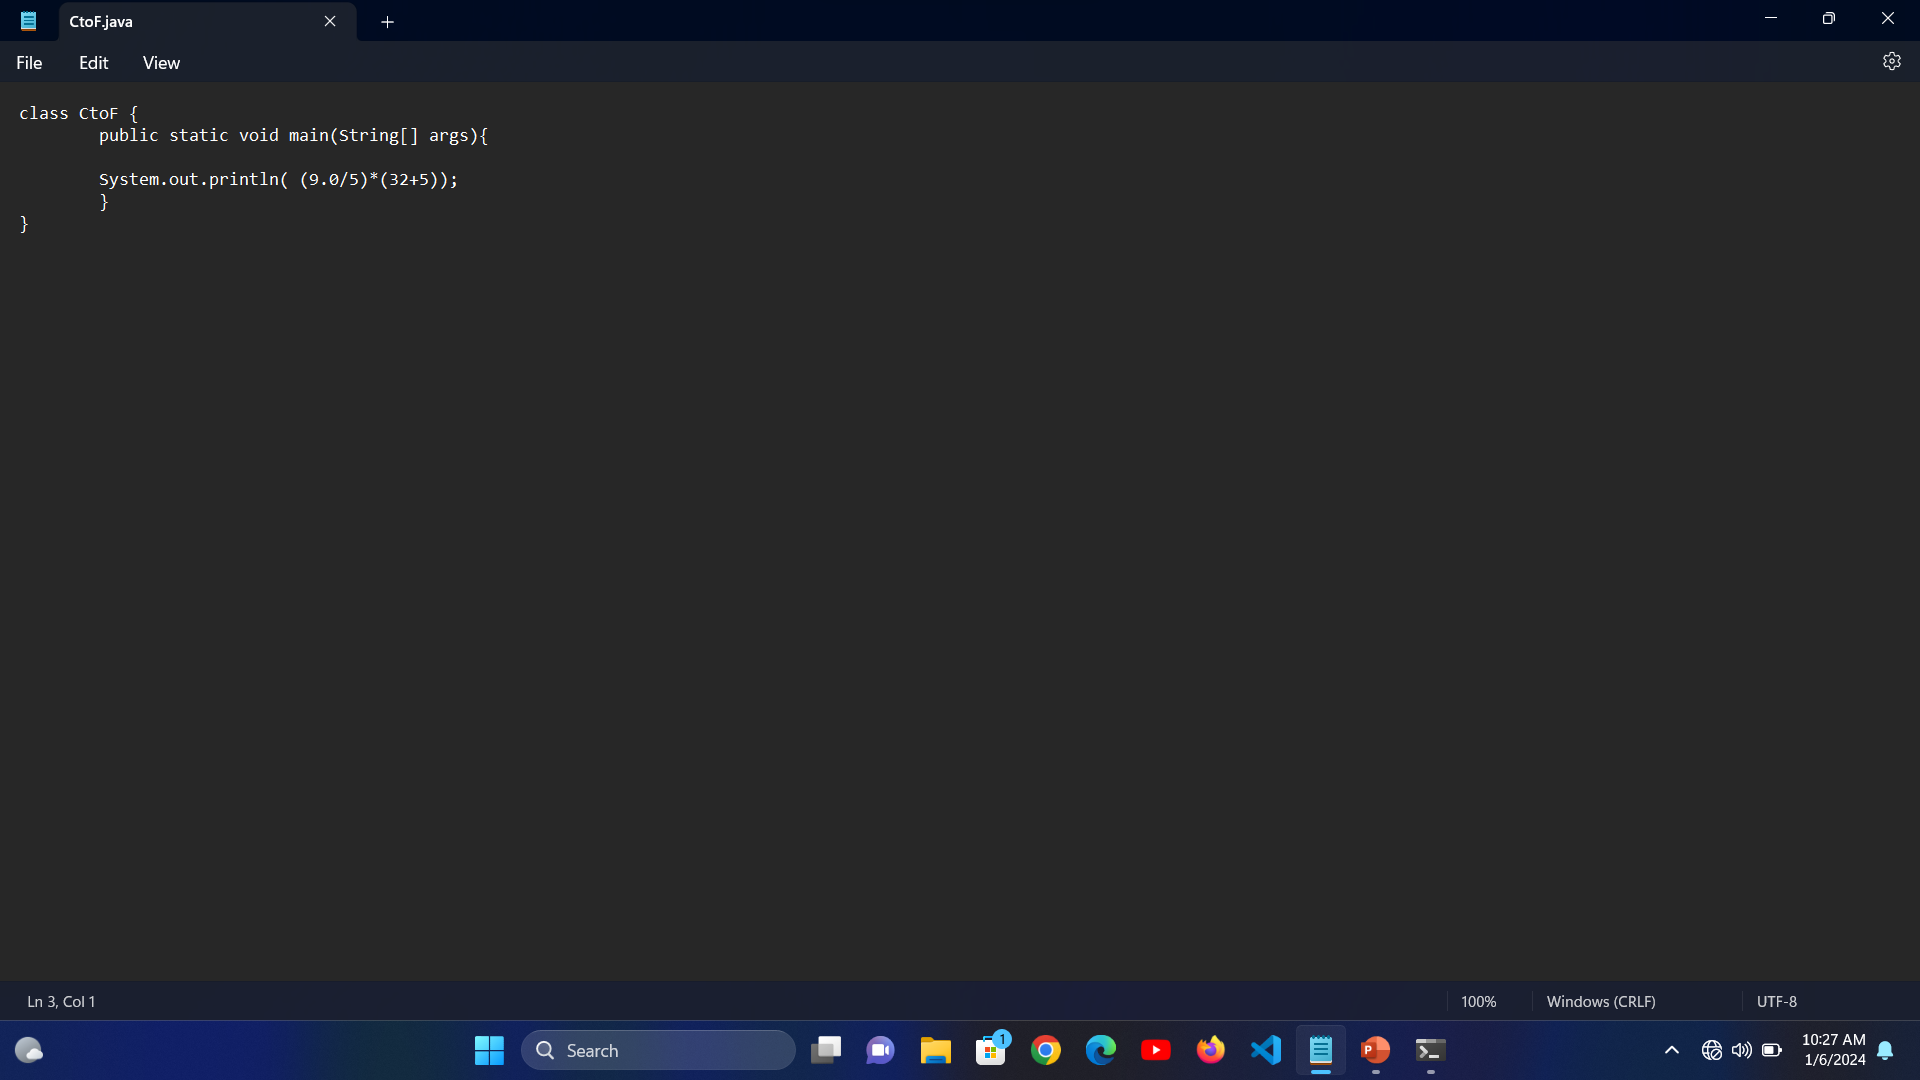 CtoF.java
File Edit View
class CtoF {
        public static void main(String[] args){

        System.out.println( (9.0/5)*(32+5));
        }
}
Ln 3, Col 1 100% Windows (CRLF) UTF-8
Search 1 P 10:27 AM
1/6/2024